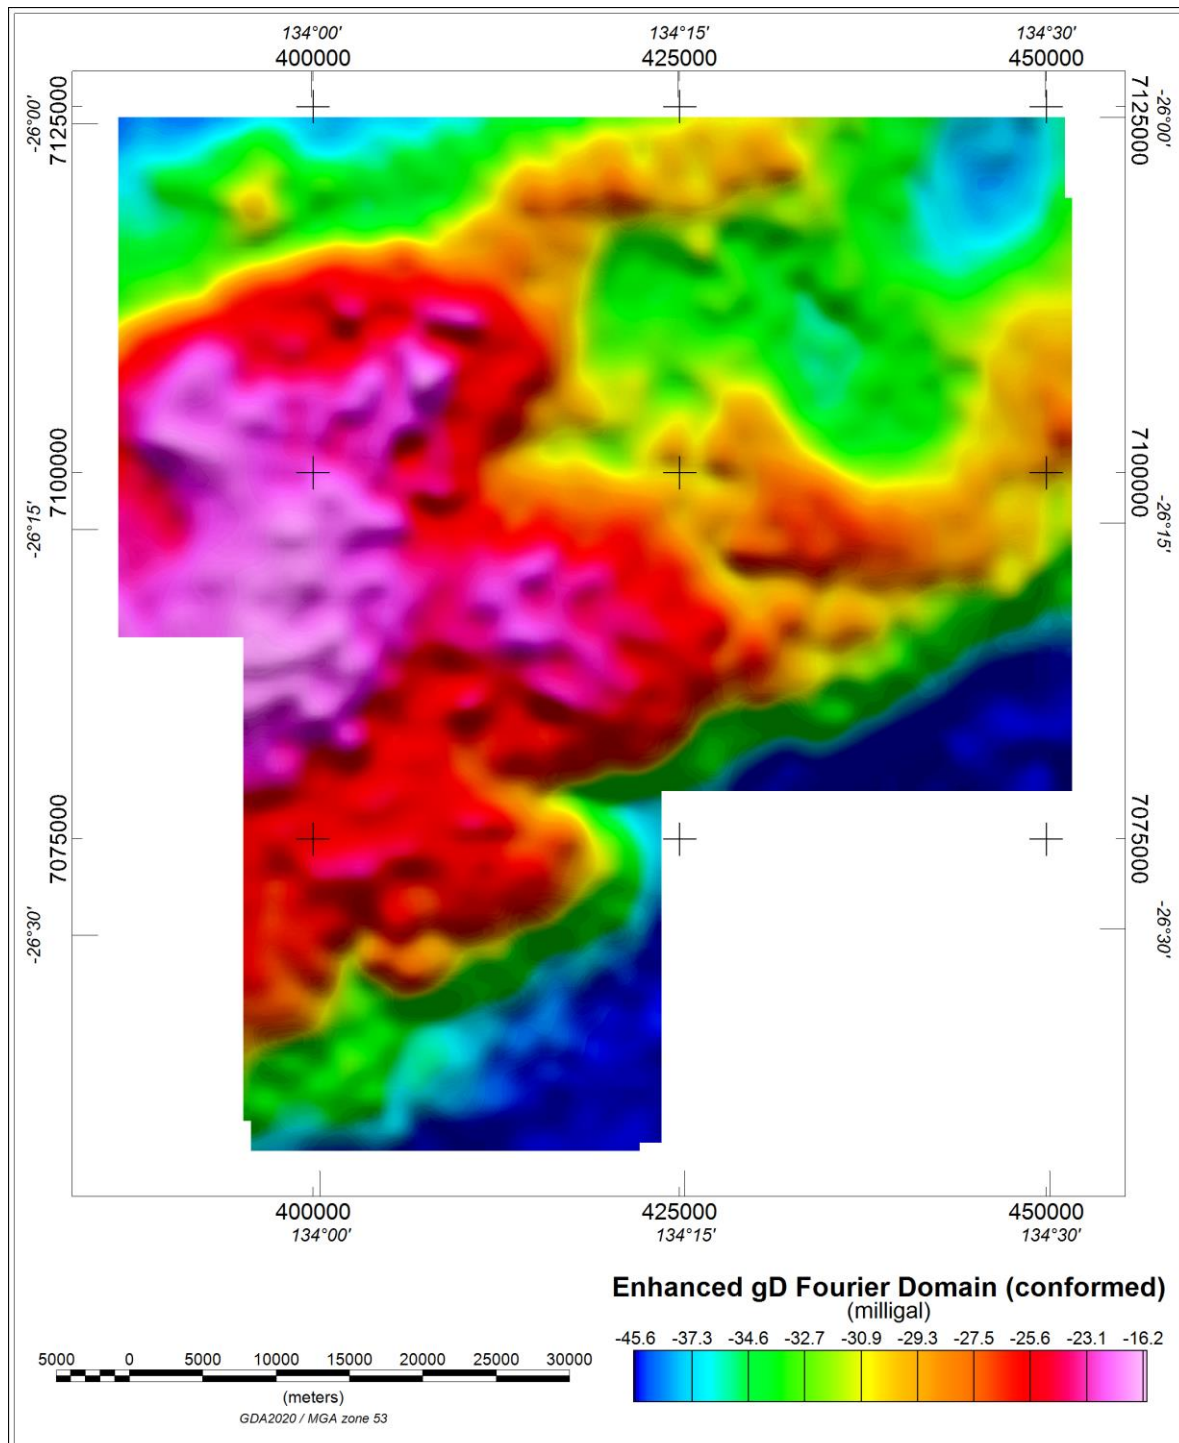 134°00' 134°15' 134°30'
400000 425000 450000
-26°00' 7125000 7125000 -26°00'
7100000 7100000
-26°15' -26°15'
7075000 7075000
-26°30' -26°30'
400000 425000 450000
134°00' 134°15' 134°30'
Enhanced gD Fourier Domain (conformed)
(milligal)
-45.6 -37.3 -34.6 -32.7 -30.9 -29.3 -27.5 -25.6 -23.1 -16.2
5000 0 5000 10000 15000 20000 25000 30000
(meters)
GDA2020 / MGA zone 53